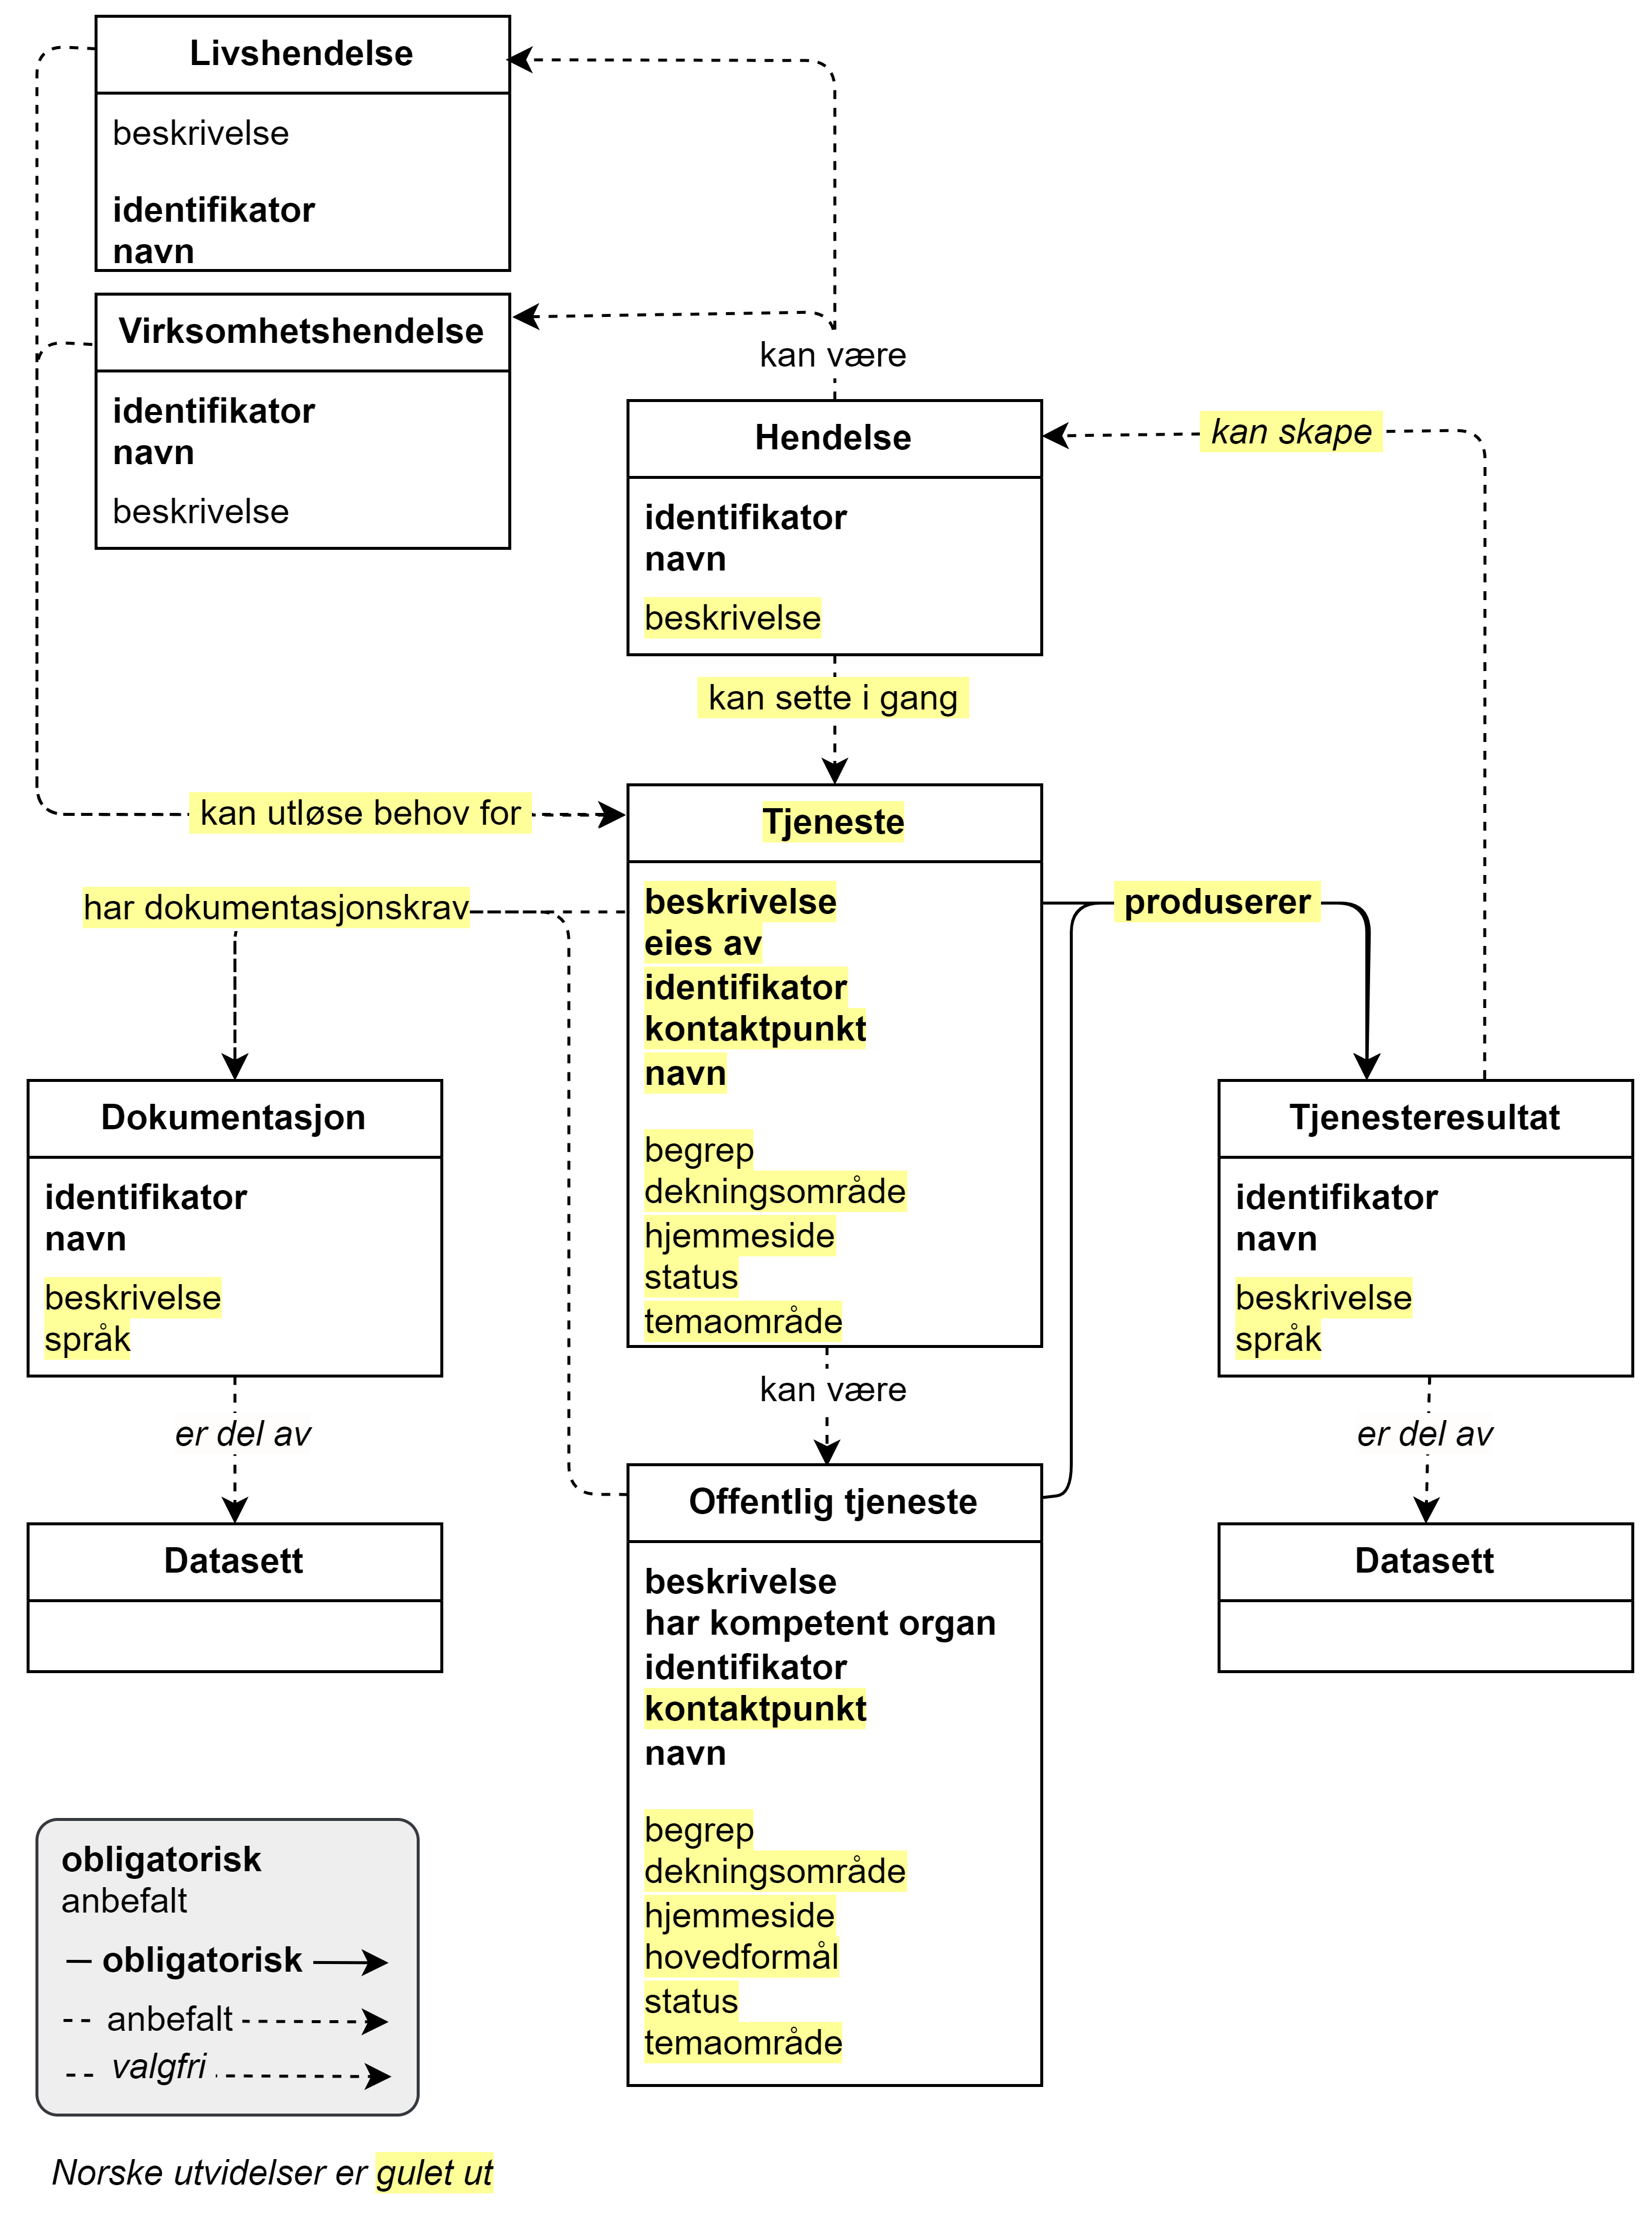 Livshendelse
beskrivelse
identifikator
navn
Virksomhetshendelse
identifikator
navn
beskrivelse
kan være
Hendelse
identifikator
navn
beskrivelse
kan skape
kan sette i gang
kan utløse behov for
Tjeneste
beskrivelse
eies av
identifikator
kontaktpunkt
navn
begrep
dekningsområde
hjemmeside
status
temaområde
har dokumentasjonskrav
produserer
Dokumentasjon
identifikator
navn
beskrivelse
språk
Tjenesteresultat
identifikator
navn
beskrivelse
språk
er del av
kan være
er del av
Datasett
Offentlig tjeneste
beskrivelse
har kompetent organ
identifikator
kontaktpunkt
navn
begrep
dekningsområde
hjemmeside
hovedformål
status
temaområde
Datasett
obligatorisk
anbefalt
obligatorisk
anbefalt
valgfri
Norske utvidelser er gulet ut